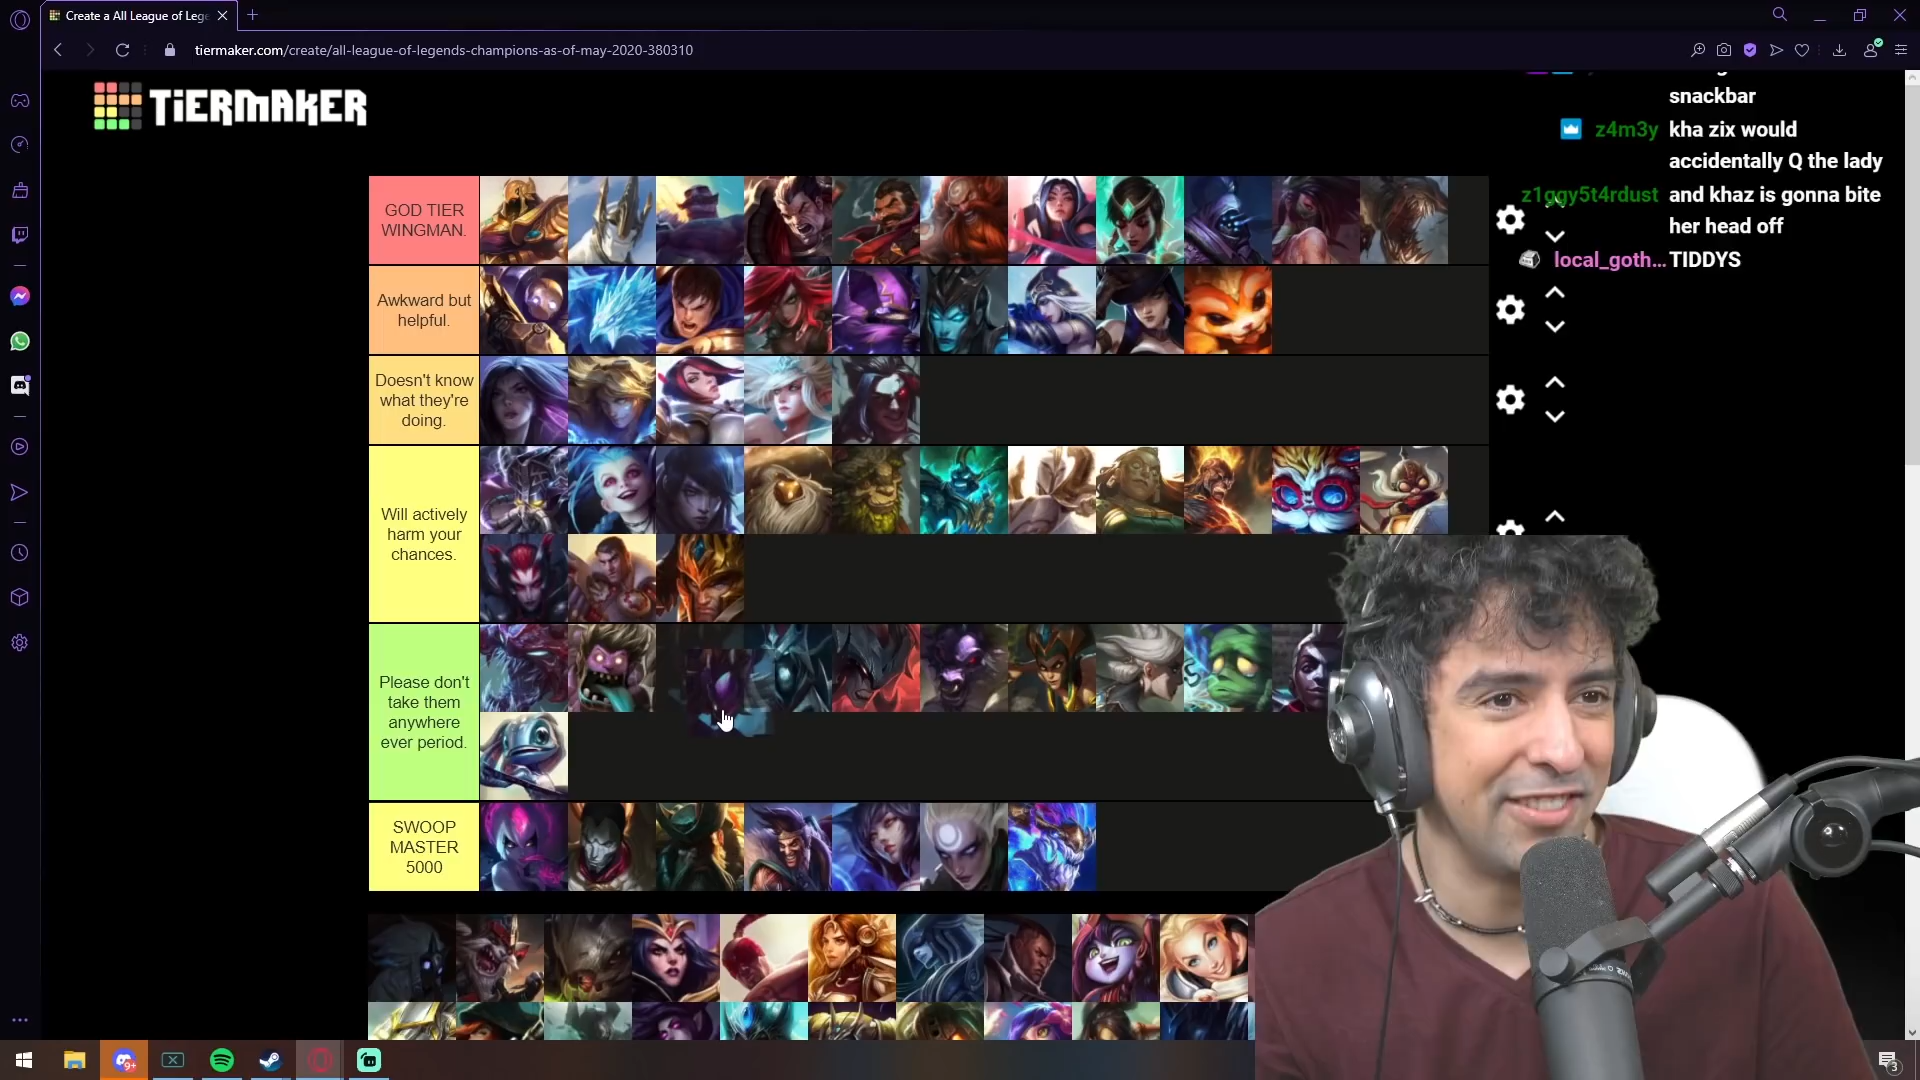 Create a All League of Leg
tiermaker.com/create/all-league-of-legends-champions-as-of-may-2020-380310
TiERMAKER
snackbar
z4m3y kha zix would
accidentally Q the lady
z1ggy5t4rdust and khaz is gonna bite
her head off
local_goth... TIDDYS
GOD TIER
WINGMAN.
Awkward but
helpful.
Doesn't know
what they're
doing.
Will actively
harm your
chances.
Please don't
take them
anywhere
ever period.
SWOOP
MASTER
5000
9+
3